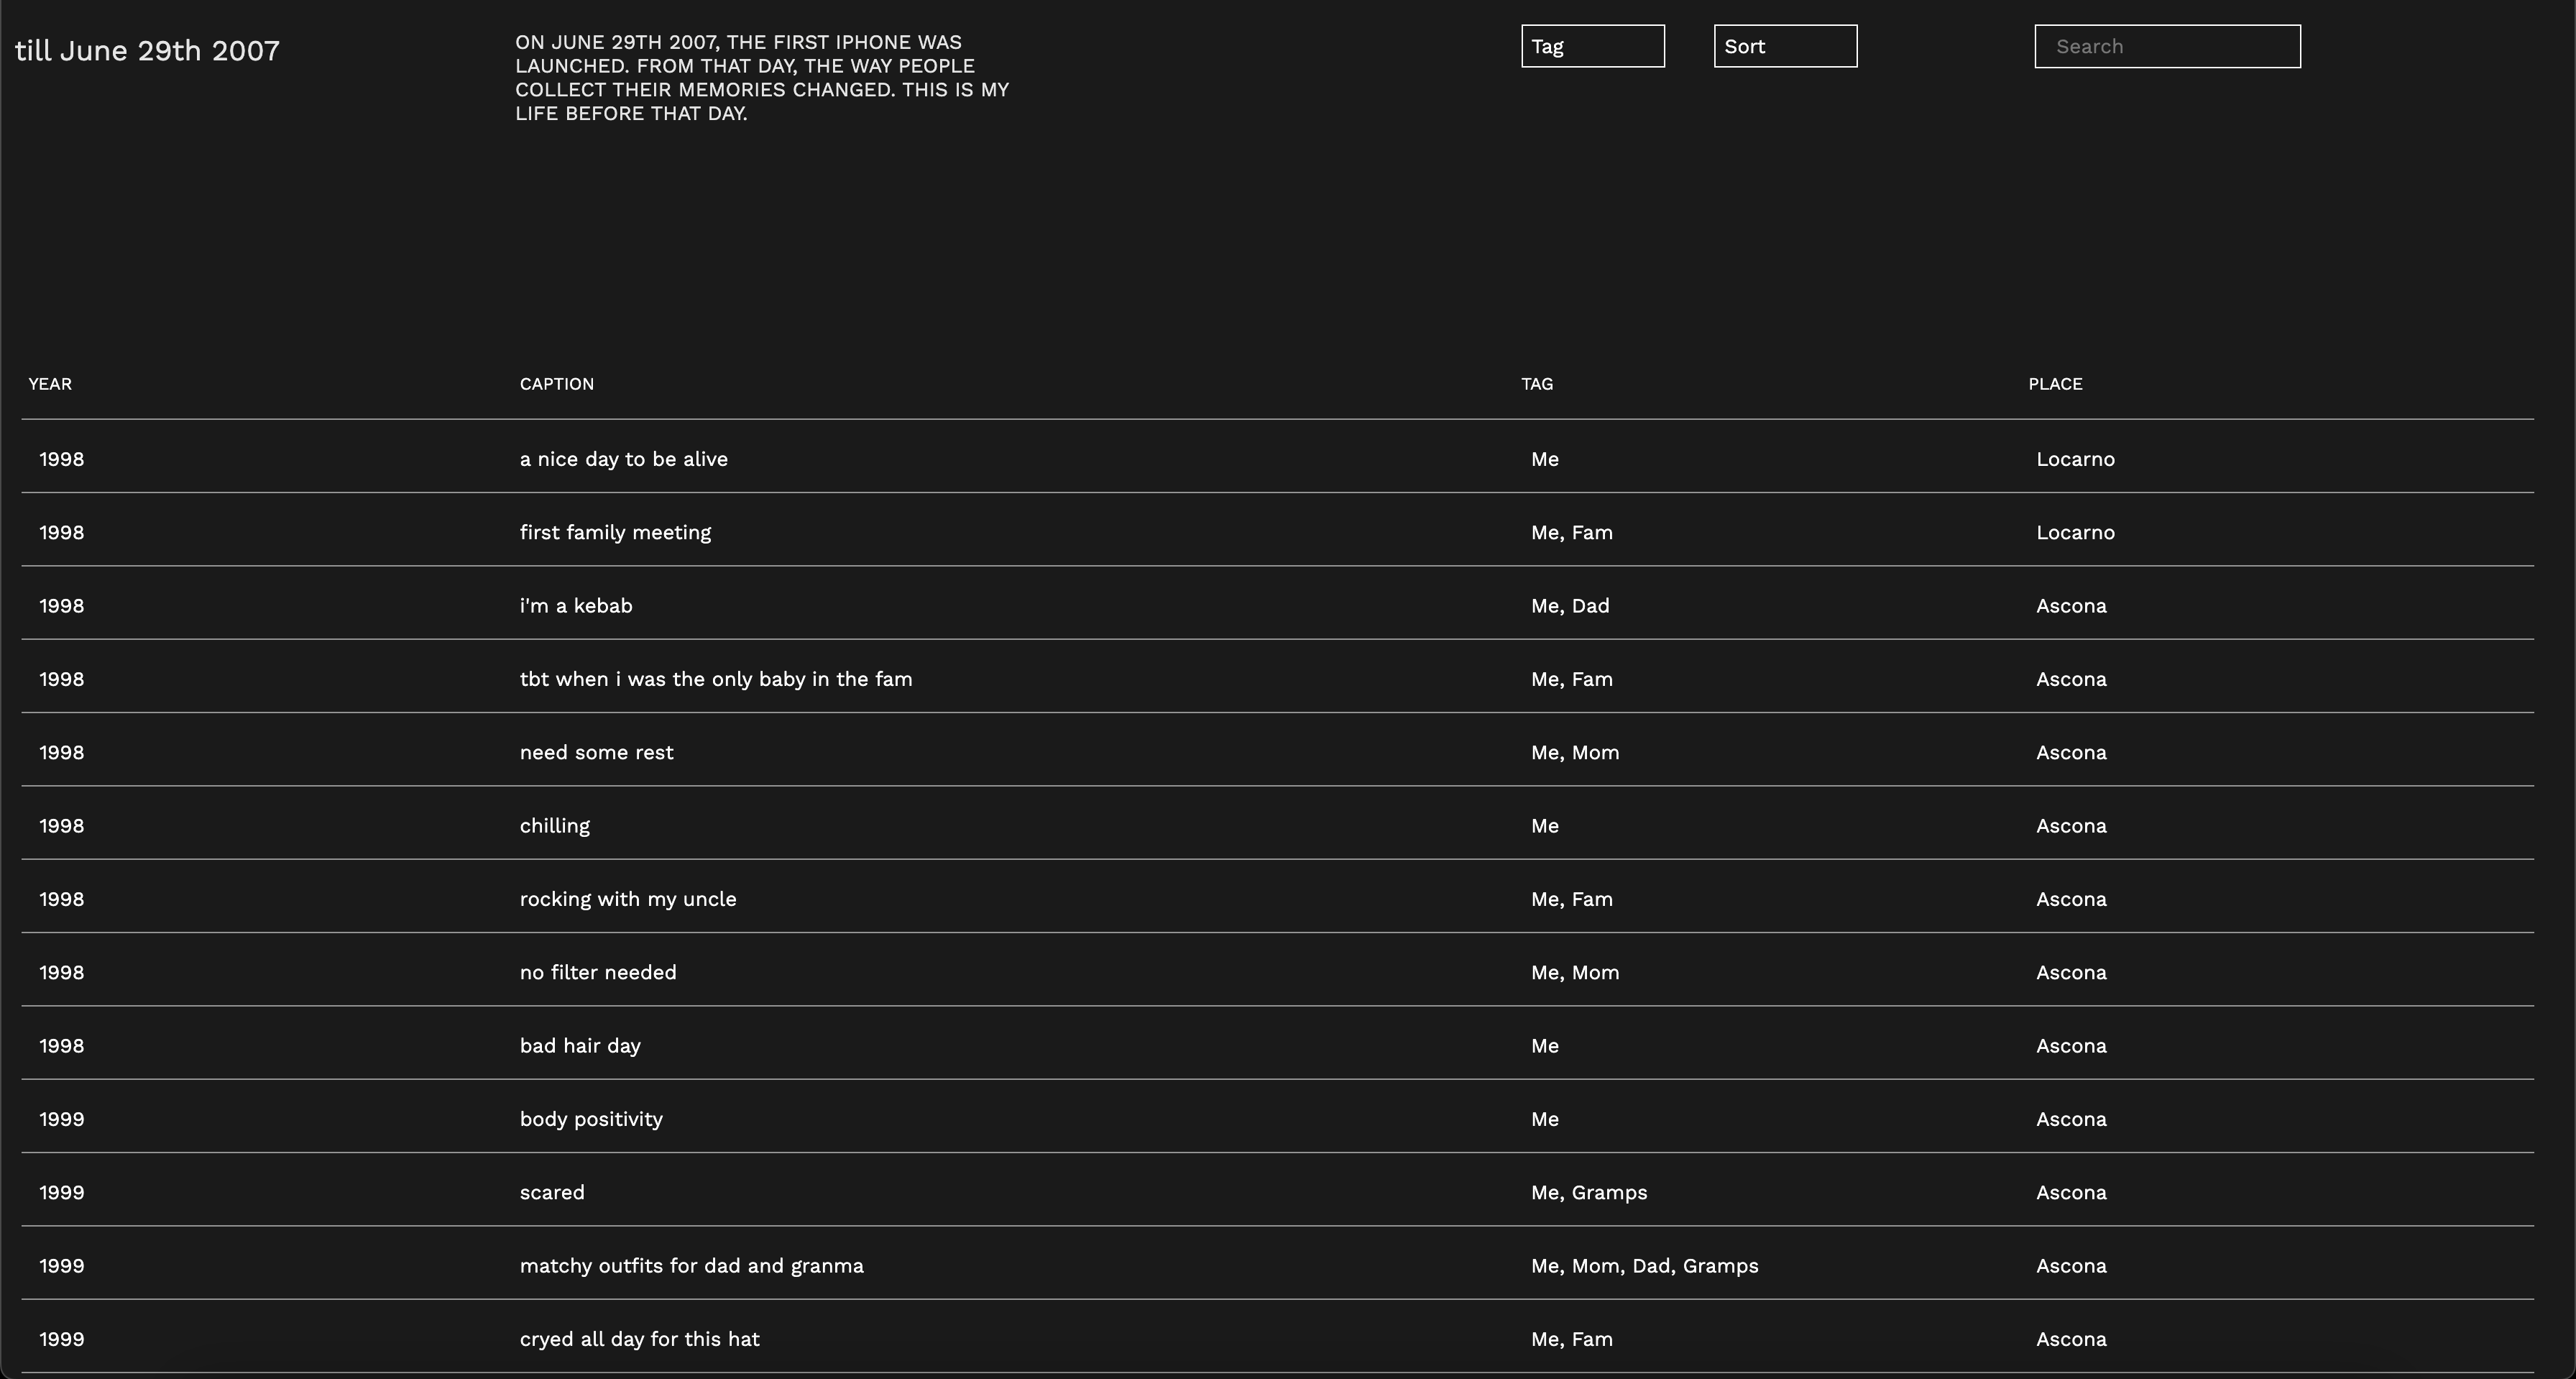 till June 29th 2007
ON JUNE 29TH 2007, THE FIRST IPHONE WAS
LAUNCHED. FROM THAT DAY, THE WAY PEOPLE
COLLECT THEIR MEMORIES CHANGED. THIS IS MY
LIFE BEFORE THAT DAY.
Tag
Sort
Search
YEAR CAPTION TAG PLACE
1998 a nice day to be alive Me Locarno
1998 first family meeting Me, Fam Locarno
1998 i'm a kebab Me, Dad Ascona
1998 tbt when i was the only baby in the fam Me, Fam Ascona
1998 need some rest Me, Mom Ascona
1998 chilling Me Ascona
1998 rocking with my uncle Me, Fam Ascona
1998 no filter needed Me, Mom Ascona
1998 bad hair day Me Ascona
1999 body positivity Me Ascona
1999 scared Me, Gramps Ascona
1999 matchy outfits for dad and granma Me, Mom, Dad, Gramps Ascona
1999 cryed all day for this hat Me, Fam Ascona